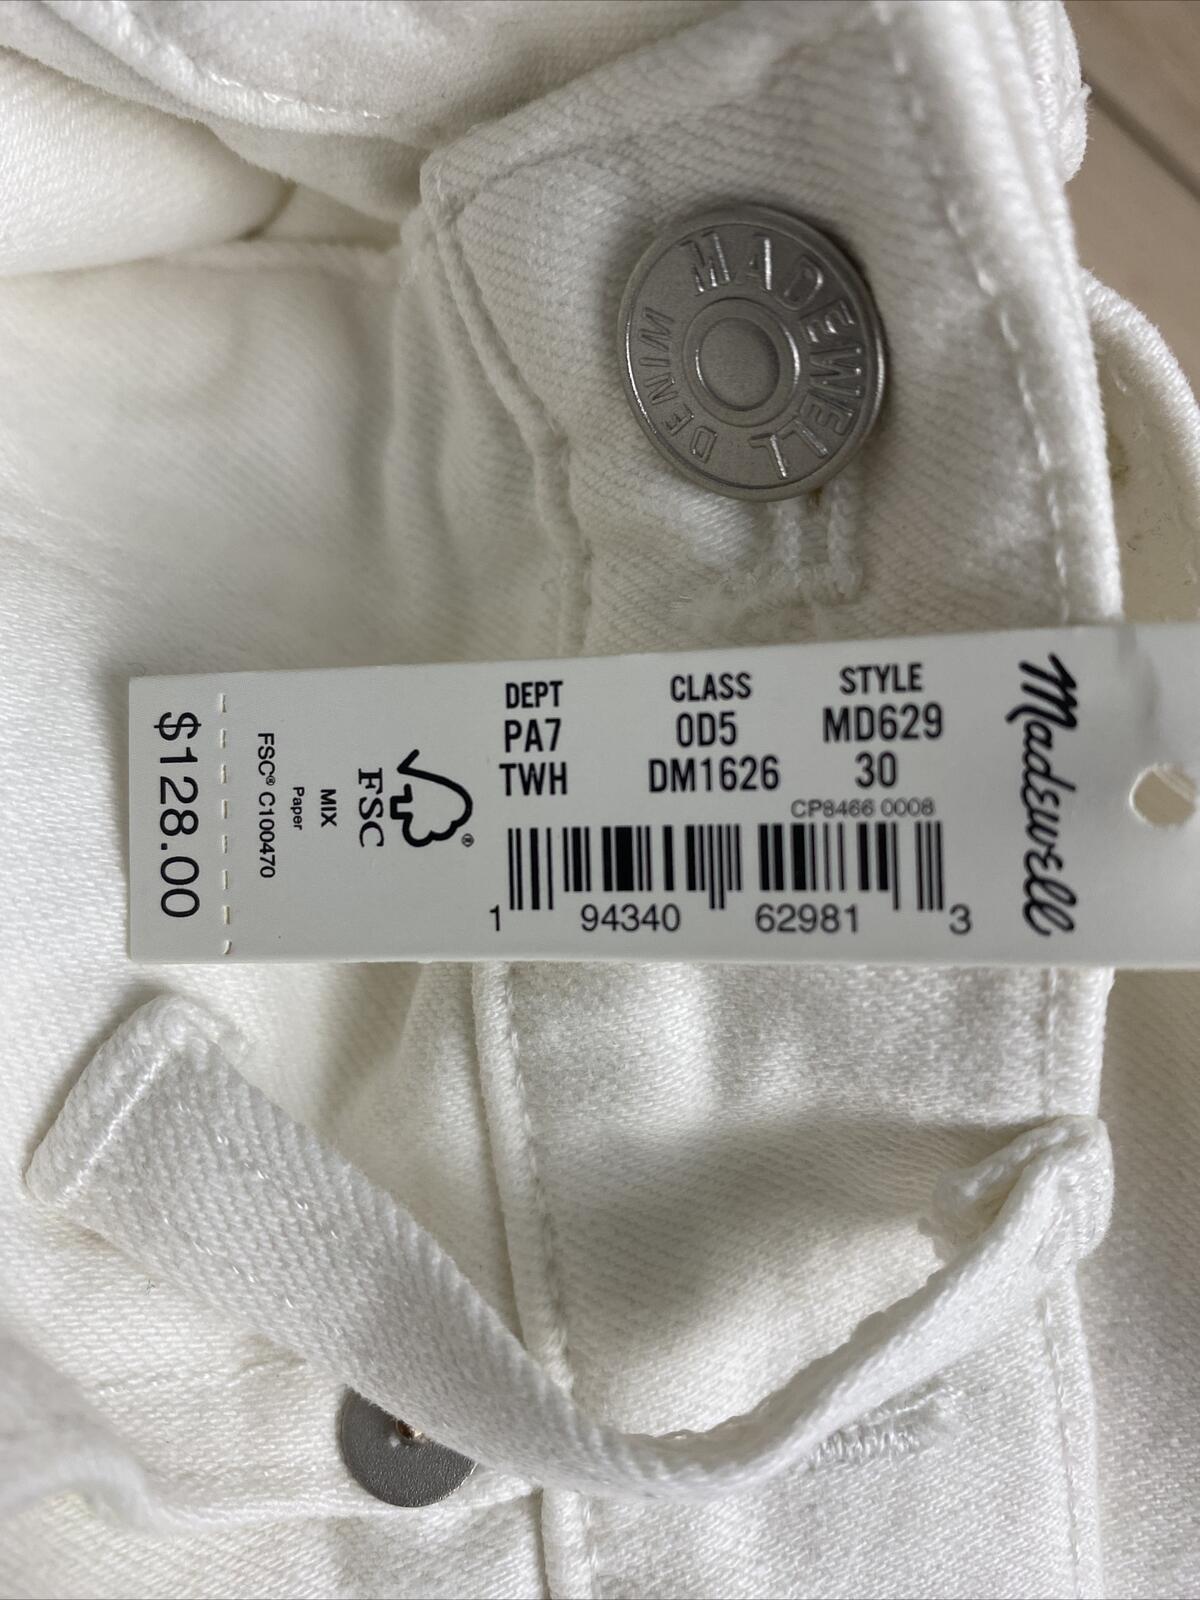 MADEWELL
DENIM
Madewell
DEPT CLASS STYLE
PA7 0D5 MD629
TWH DM1626 30
CP8466 0008
1 94340 62981 3
FSC®
MIX
Paper
FSC® C100470
$128.00